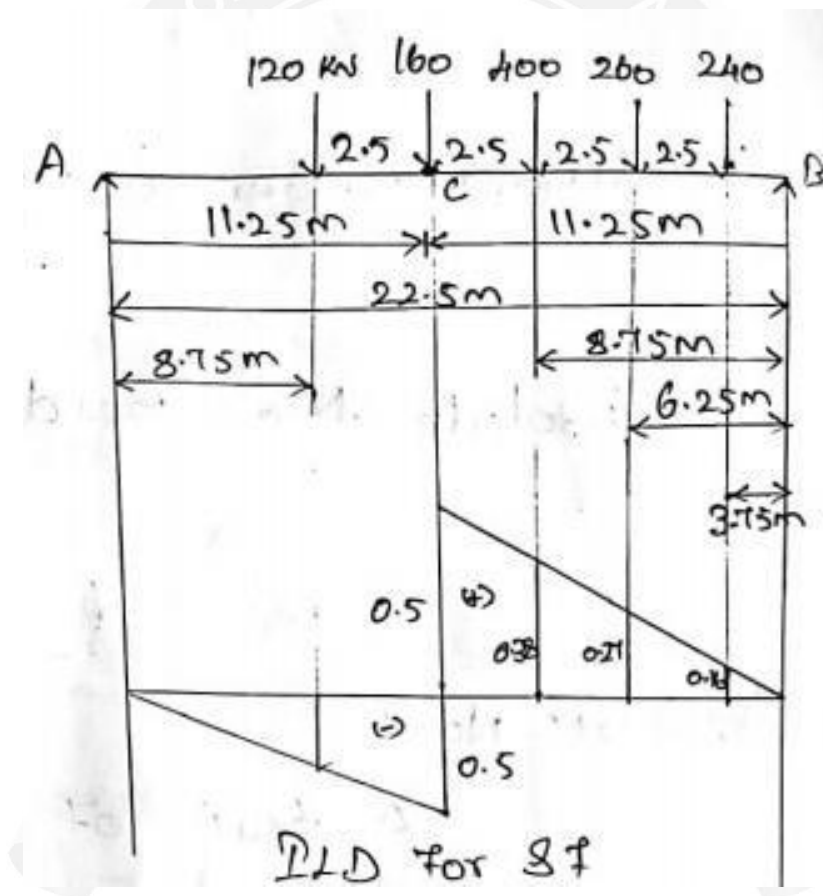 120 KN 160 400 260 240
2.5 2.5 2.5 2.5
A C B
11.25m 11.25m
22.5m
8.75m
8.75m
6.25m
3.75m
0.5 (+) 0.38 0.27 0.16
(-) 0.5
ILD For SF